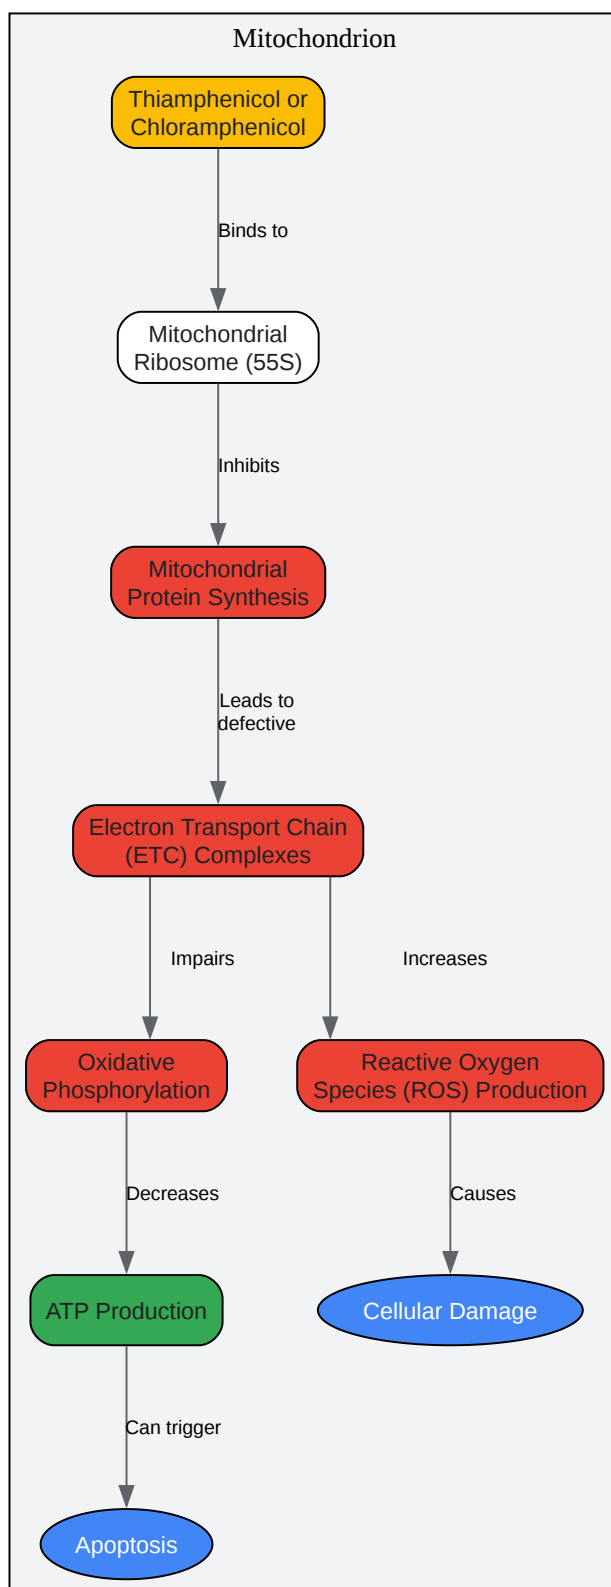 Mitochondrion
Thiamphenicol or
Chloramphenicol
Binds to
Mitochondrial
Ribosome (55S)
Inhibits
Mitochondrial
Protein Synthesis
Leads to
defective
Electron Transport Chain
(ETC) Complexes
Impairs
Increases
Oxidative
Phosphorylation
Reactive Oxygen
Species (ROS) Production
Decreases
Causes
ATP Production
Cellular Damage
Can trigger
Apoptosis